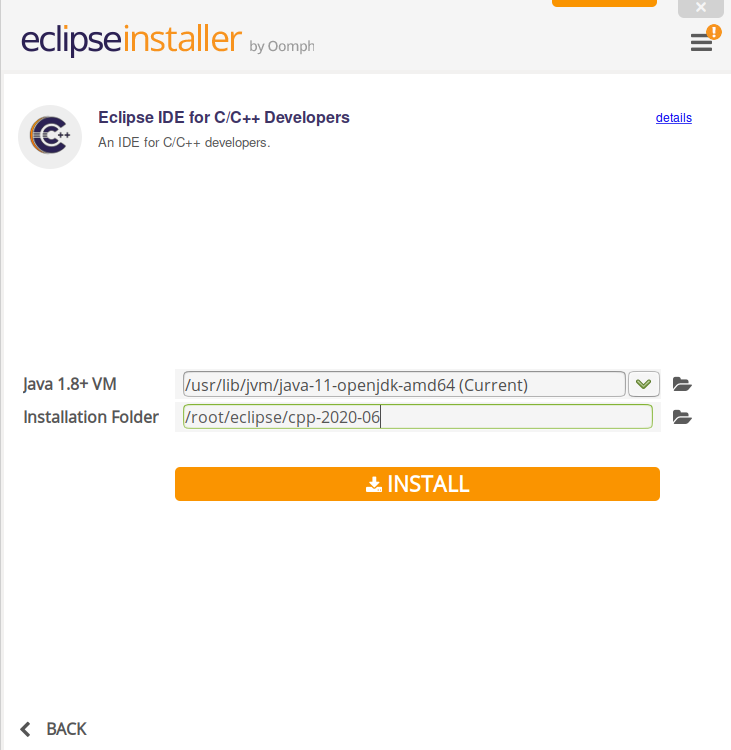 eclipseinstaller by Oomph
Eclipse IDE for C/C++ Developers
details
An IDE for C/C++ developers.
C++
Java 1.8+ VM
/usr/lib/jvm/java-11-openjdk-amd64 (Current)
Installation Folder
/root/eclipse/cpp-2020-06
INSTALL
BACK